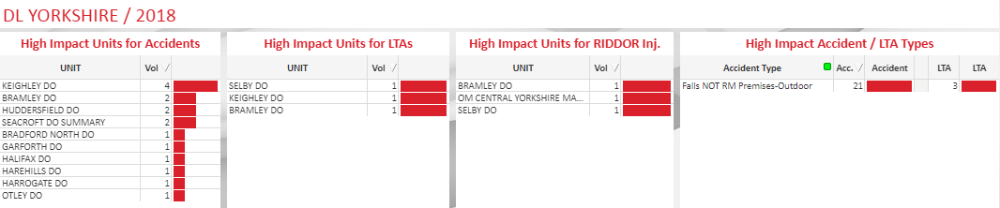 DL YORKSHIRE / 2018
High Impact Units for Accidents
UNIT Vol /
KEIGHLEY DO 4
BRAMLEY DO 2
HUDDERSFIELD DO 2
SEACROFT DO SUMMARY 2
BRADFORD NORTH DO 1
GARFORTH DO 1
HALIFAX DO 1
HAREHILLS DO 1
HARROGATE DO 1
OTLEY DO 1
High Impact Units for LTAs
UNIT Vol /
SELBY DO 1
KEIGHLEY DO 1
BRAMLEY DO 1
High Impact Units for RIDDOR Inj.
UNIT Vol /
BRAMLEY DO 1
OM CENTRAL YORKSHIRE MA... 1
SELBY DO 1
High Impact Accident / LTA Types
Accident Type Acc. / Accident LTA LTA
Falls NOT RM Premises-Outdoor 21 3